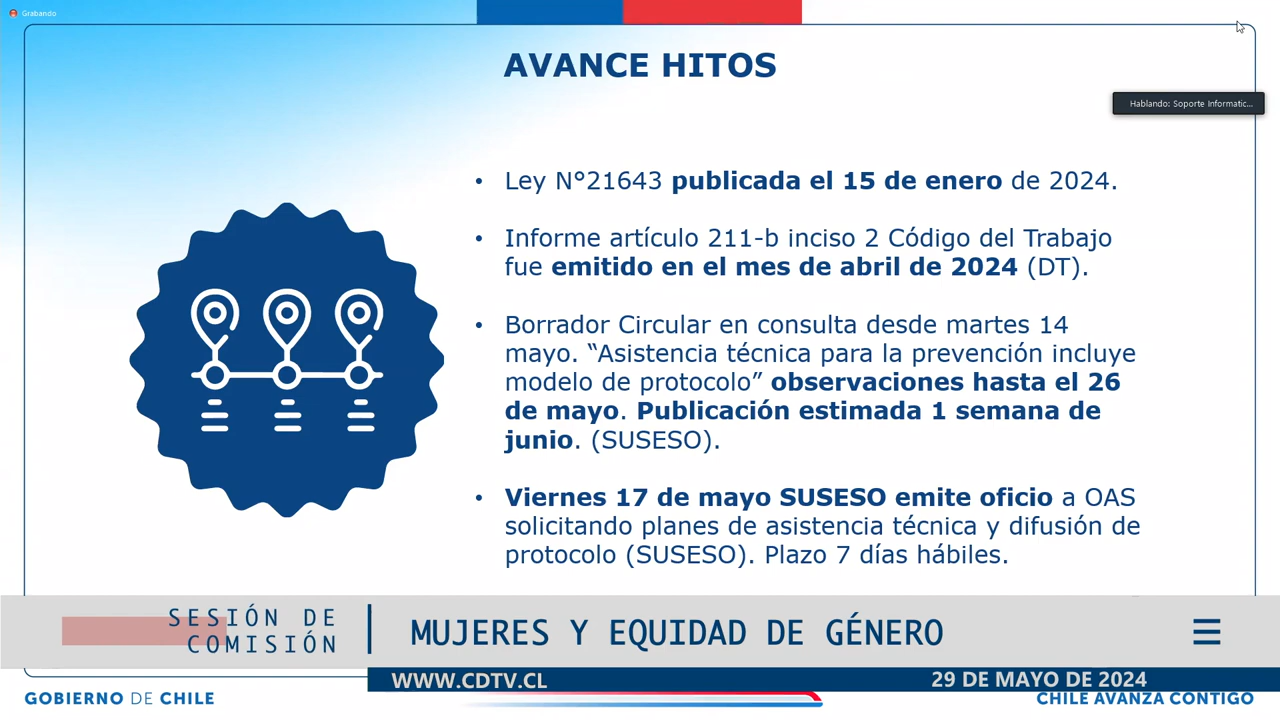 Grabando
AVANCE HITOS
Hablando: Soporte Informatic...
• Ley N°21643 publicada el 15 de enero de 2024.
• Informe artículo 211-b inciso 2 Código del Trabajo
fue emitido en el mes de abril de 2024 (DT).
• Borrador Circular en consulta desde martes 14
mayo. “Asistencia técnica para la prevención incluye
modelo de protocolo” observaciones hasta el 26
de mayo. Publicación estimada 1 semana de
junio. (SUSESO).
• Viernes 17 de mayo SUSESO emite oficio a OAS
solicitando planes de asistencia técnica y difusión de
protocolo (SUSESO). Plazo 7 días hábiles.
SESIÓN DE
COMISIÓN
MUJERES Y EQUIDAD DE GÉNERO
WWW.CDTV.CL
29 DE MAYO DE 2024
GOBIERNO DE CHILE
CHILE AVANZA CONTIGO